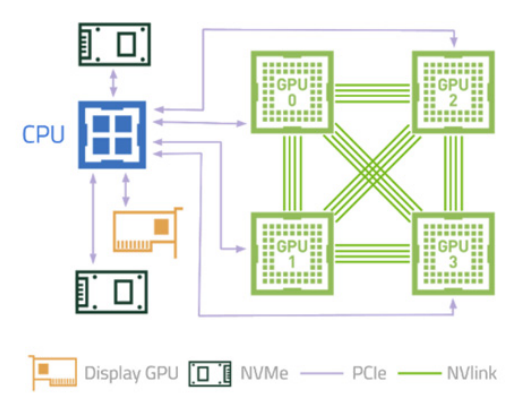 CPU
GPU
0
GPU
2
GPU
1
GPU
3
Display GPU
NVMe
PCIe
NVlink